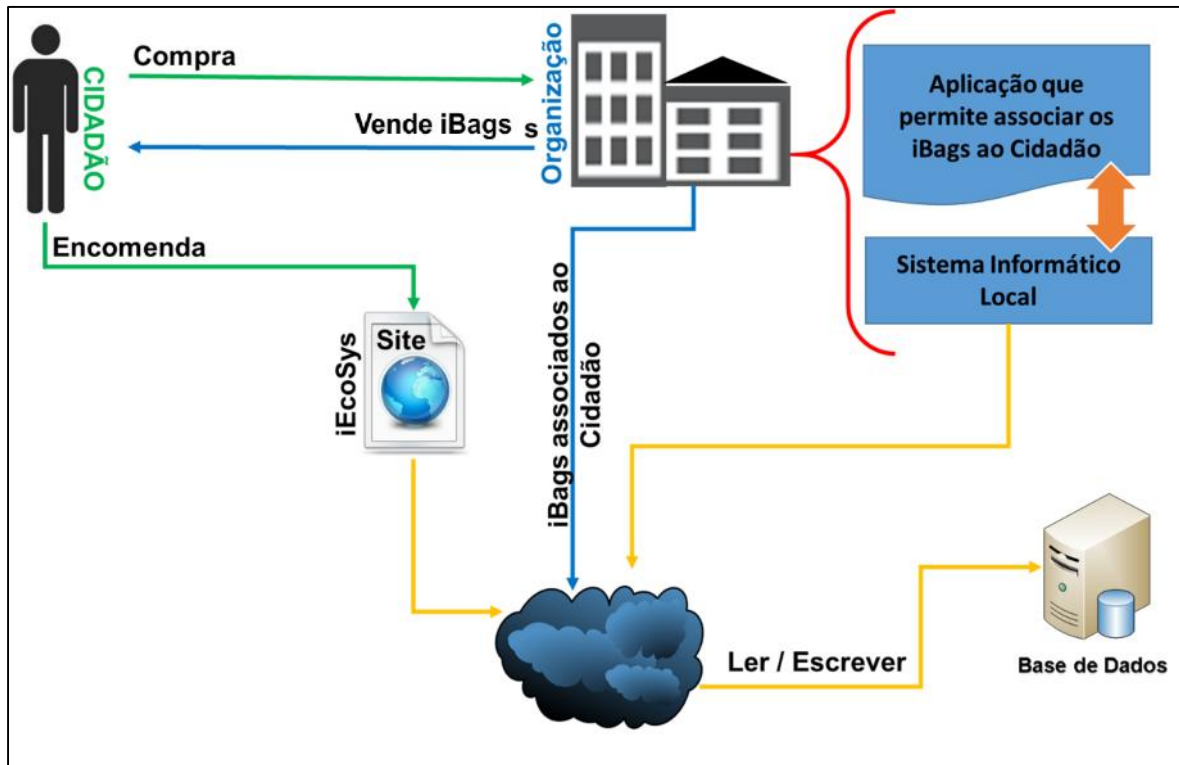 Compra
Vende iBags s
CIDADÃO
Organização
Aplicação que
permite associar os
iBags ao Cidadão
Sistema Informático
Local
Encomenda
Site
iEcoSys
iBags associados ao
Cidadão
Ler / Escrever
Base de Dados